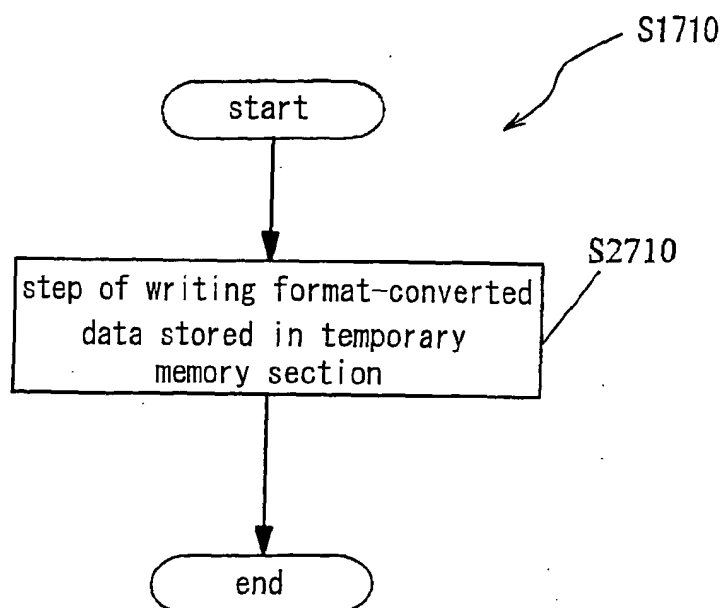 S1710
start
S2710
step of writing format-converted
data stored in temporary
memory section
end